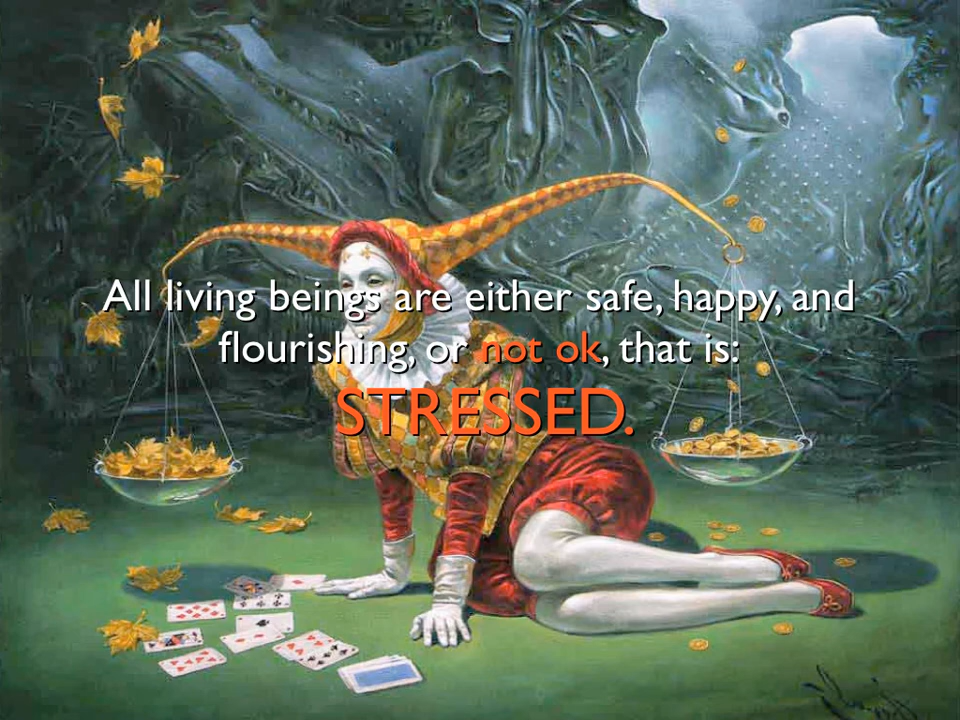 All living beings are either safe, happy, and
flourishing, or not ok, that is:
STRESSED.